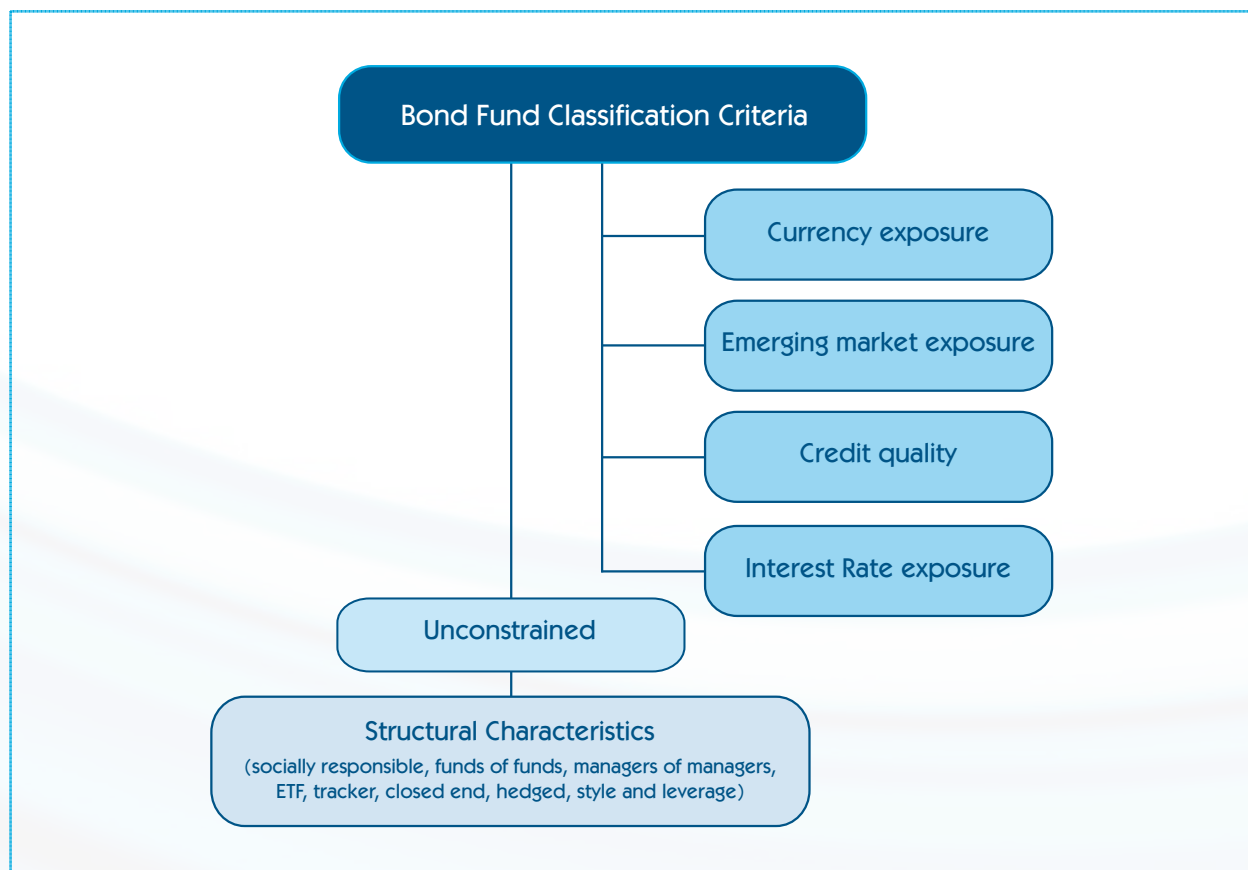 Bond Fund Classification Criteria
Currency exposure
Emerging market exposure
Credit quality
Interest Rate exposure
Unconstrained
Structural Characteristics
(socially responsible, funds of funds, managers of managers,
ETF, tracker, closed end, hedged, style and leverage)